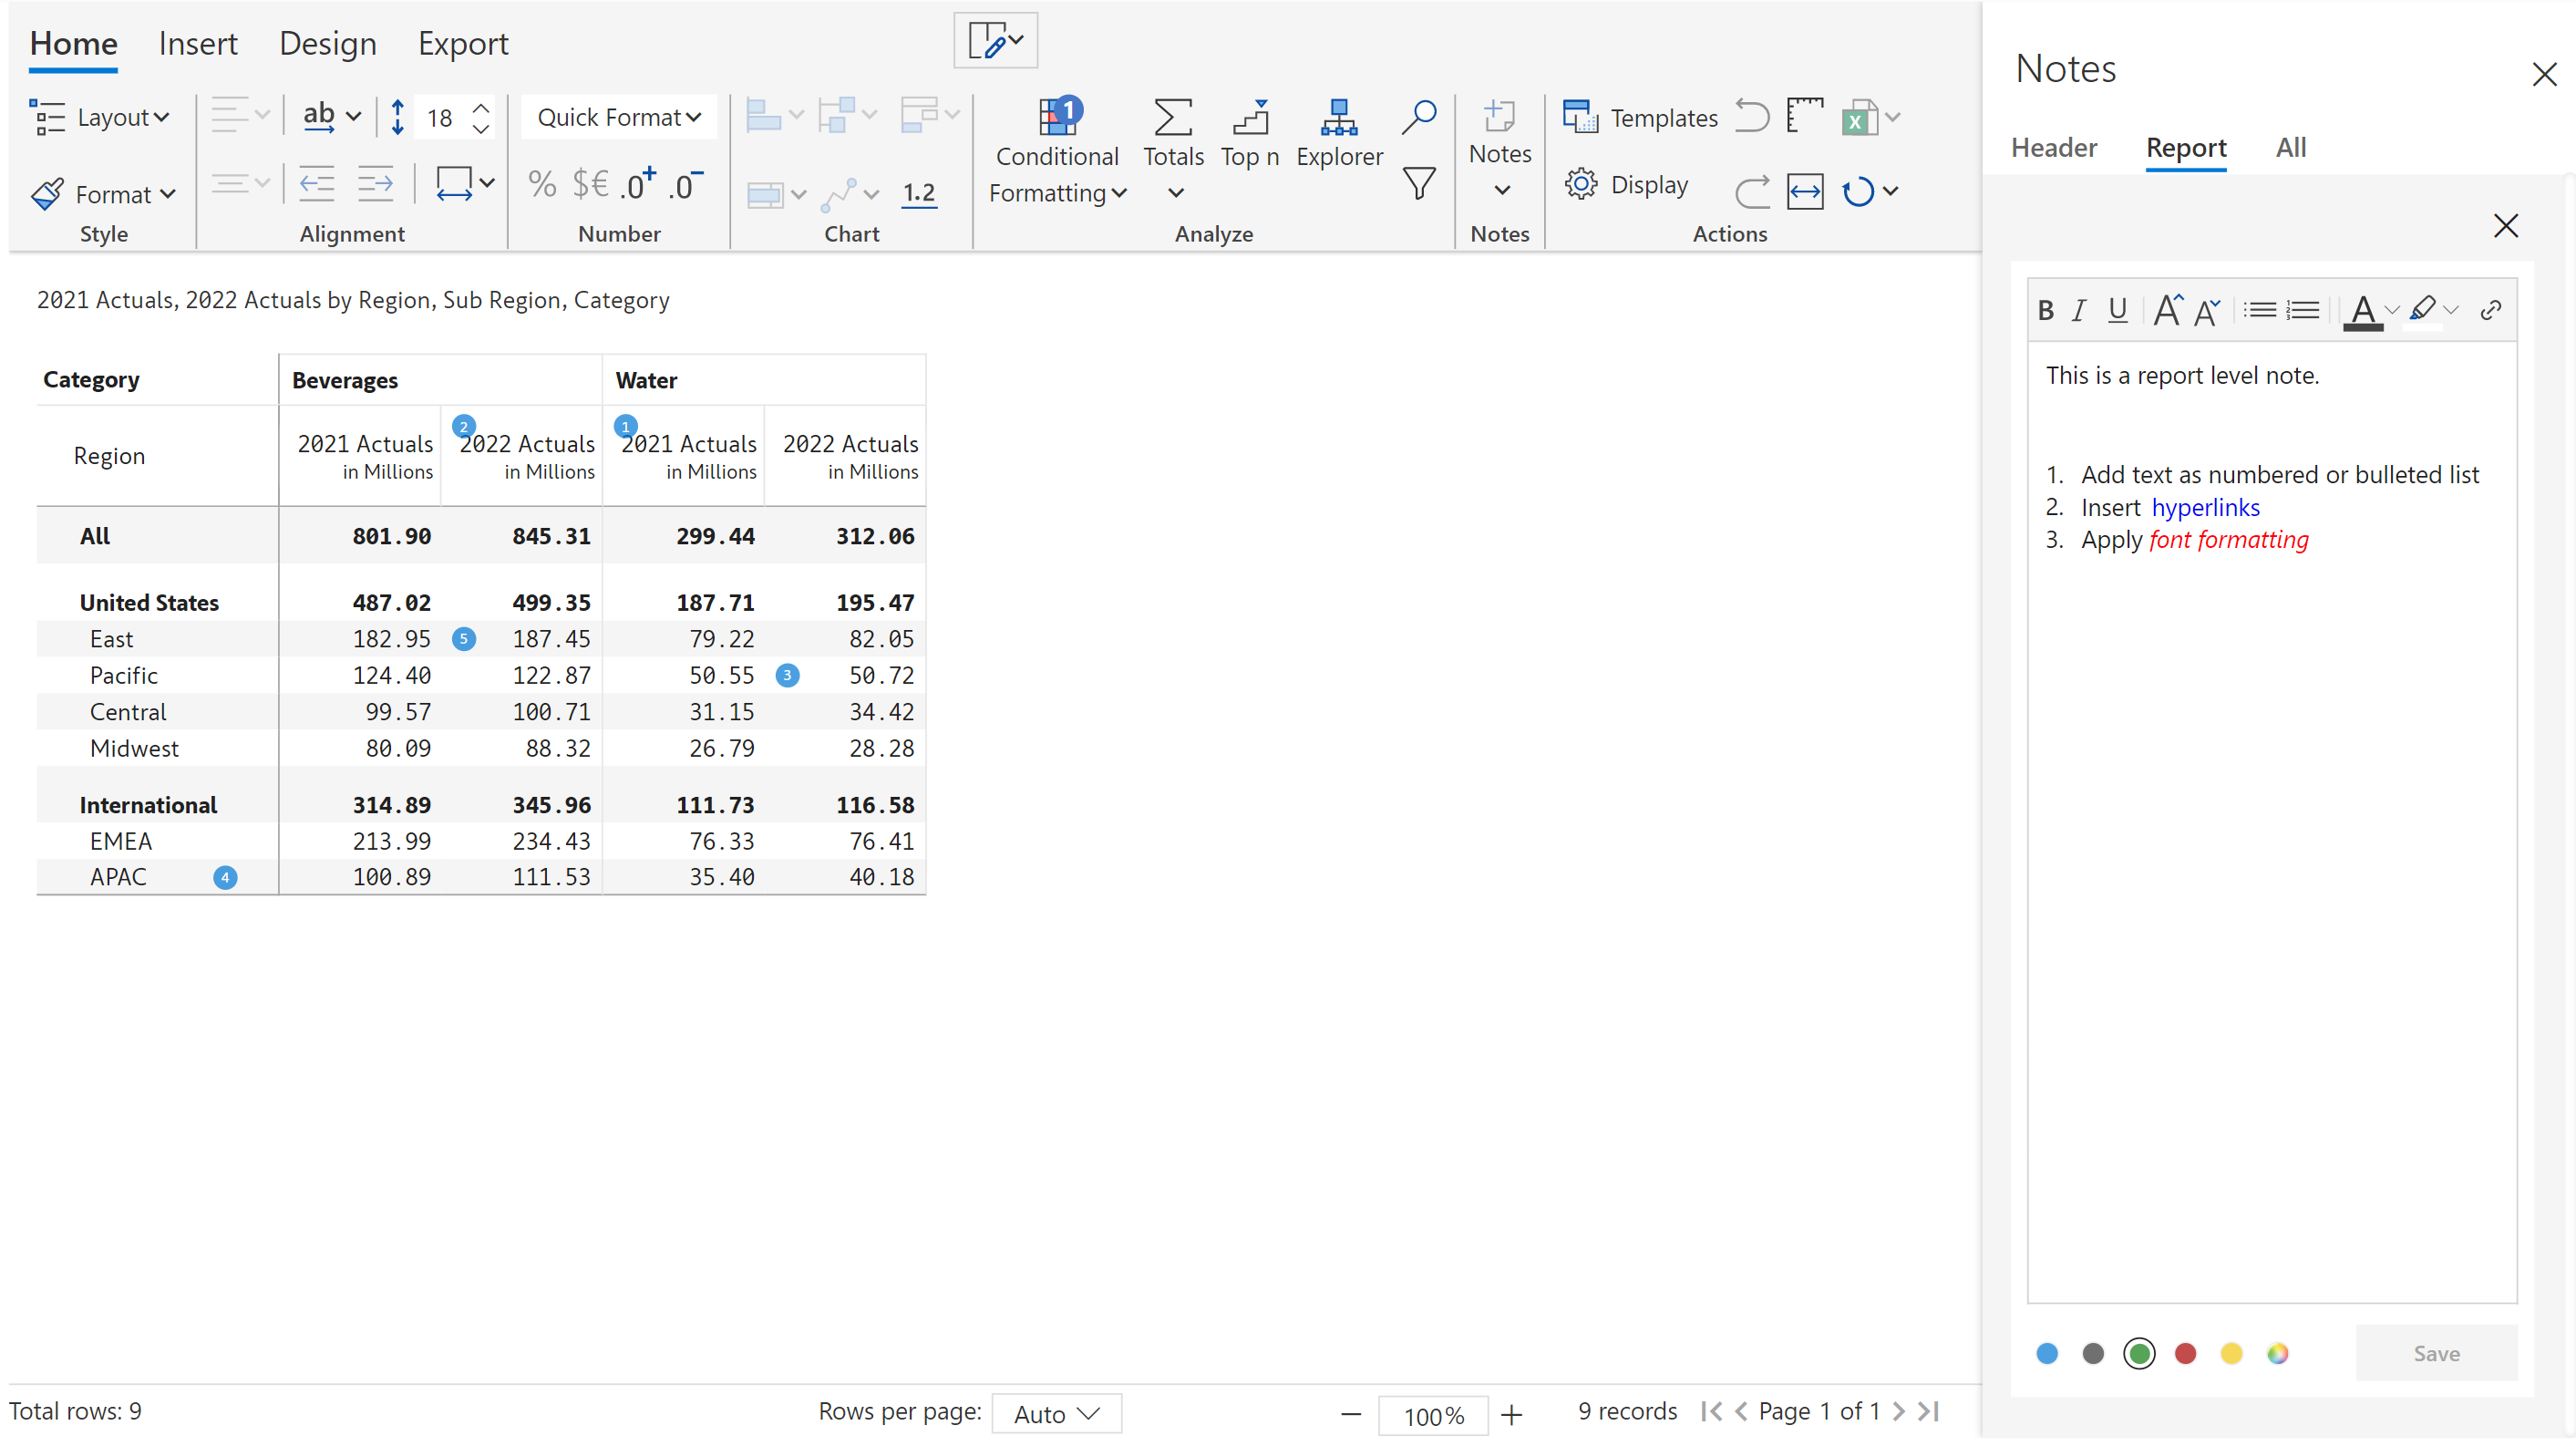 Home Insert Design Export
Layout ab 18 Quick Format
Conditional Formatting Totals Top n Explorer Notes Templates
Format % $€ .0+ .0- 1.2 Display
Style Alignment Number Chart Analyze Notes Actions
2021 Actuals, 2022 Actuals by Region, Sub Region, Category
Category Beverages Water
Region 2021 Actuals in Millions 2 2022 Actuals in Millions 1 2021 Actuals in Millions 2022 Actuals in Millions
All 801.90 845.31 299.44 312.06
United States 487.02 499.35 187.71 195.47
East 182.95 5 187.45 79.22 82.05
Pacific 124.40 122.87 50.55 3 50.72
Central 99.57 100.71 31.15 34.42
Midwest 80.09 88.32 26.79 28.28
International 314.89 345.96 111.73 116.58
EMEA 213.99 234.43 76.33 76.41
APAC 4 100.89 111.53 35.40 40.18
Total rows: 9 Rows per page: Auto 100% 9 records Page 1 of 1
Notes
Header Report All
B I U A A A
This is a report level note.
1. Add text as numbered or bulleted list
2. Insert hyperlinks
3. Apply font formatting
Save